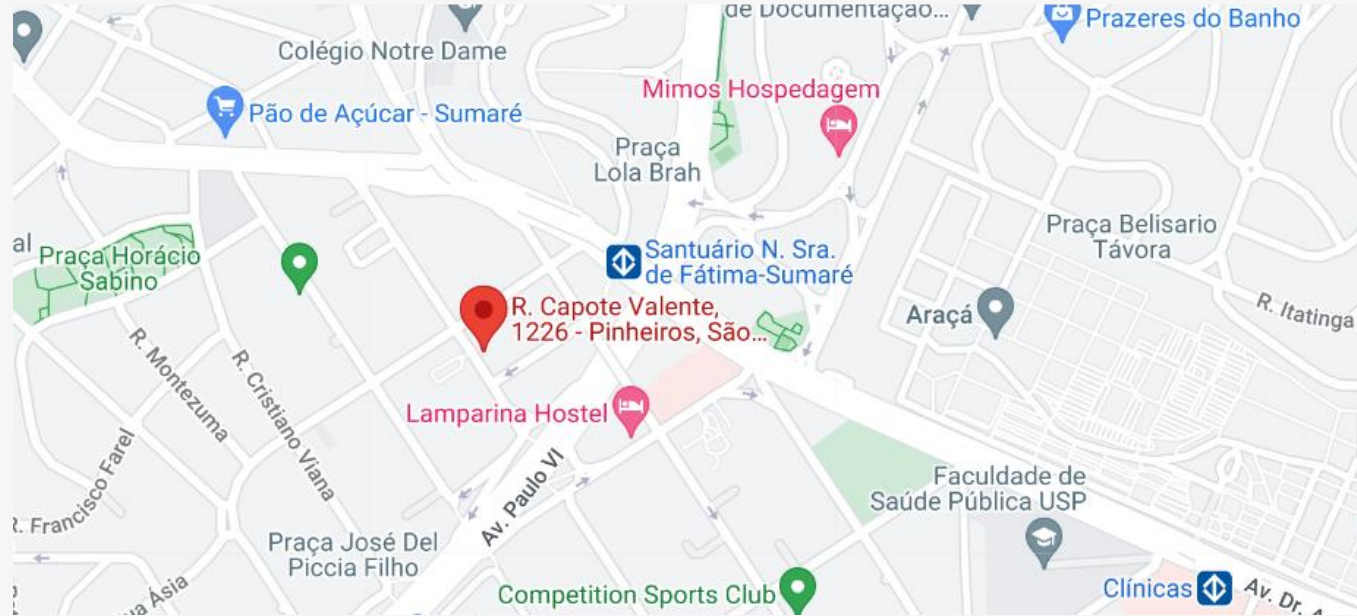 de Documentação...
Prazeres do Banho
Colégio Notre Dame
Mimos Hospedagem
Pão de Açúcar - Sumaré
Praça
Lola Brah
Praça Belisario
Távora
al
Praça Horácio
Sabino
Santuário N. Sra.
de Fátima-Sumaré
R. Itatinga
R. Capote Valente,
1226 - Pinheiros, São...
Araçá
R. Montezuma
R. Cristiano Viana
Lamparina Hostel
Av. Paulo VI
R. Francisco Farel
Faculdade de
Saúde Pública USP
Praça José Del
Piccia Filho
Competition Sports Club
Clínicas
Av. Dr. A
ua Ásia